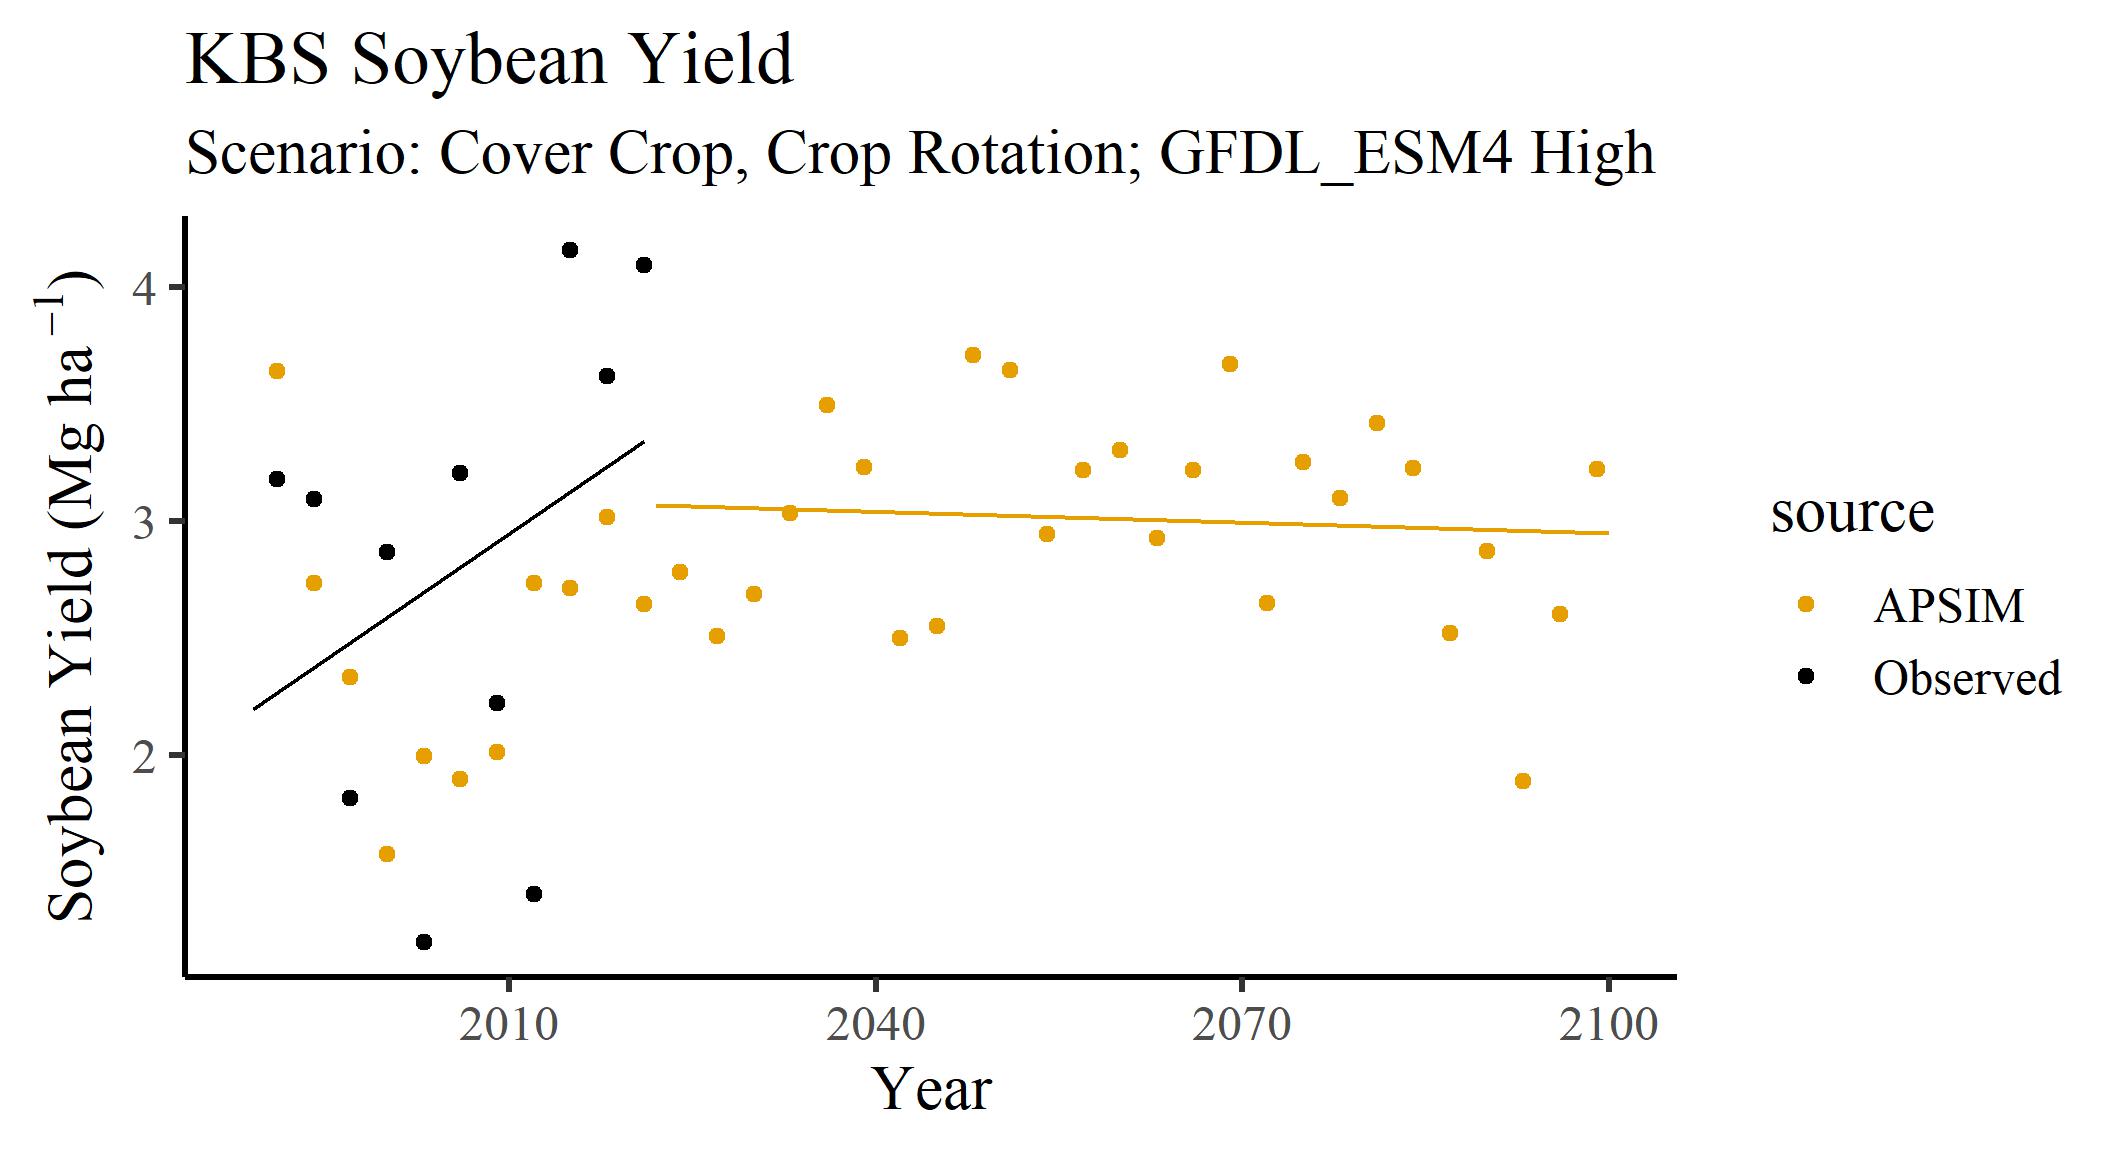 KBS Soybean Yield
Scenario: Cover Crop, Crop Rotation; GFDL_ESM4 High
Soybean Yield (Mg ha⁻¹)
4
3
2
2010
2040
2070
2100
Year
source
APSIM
Observed